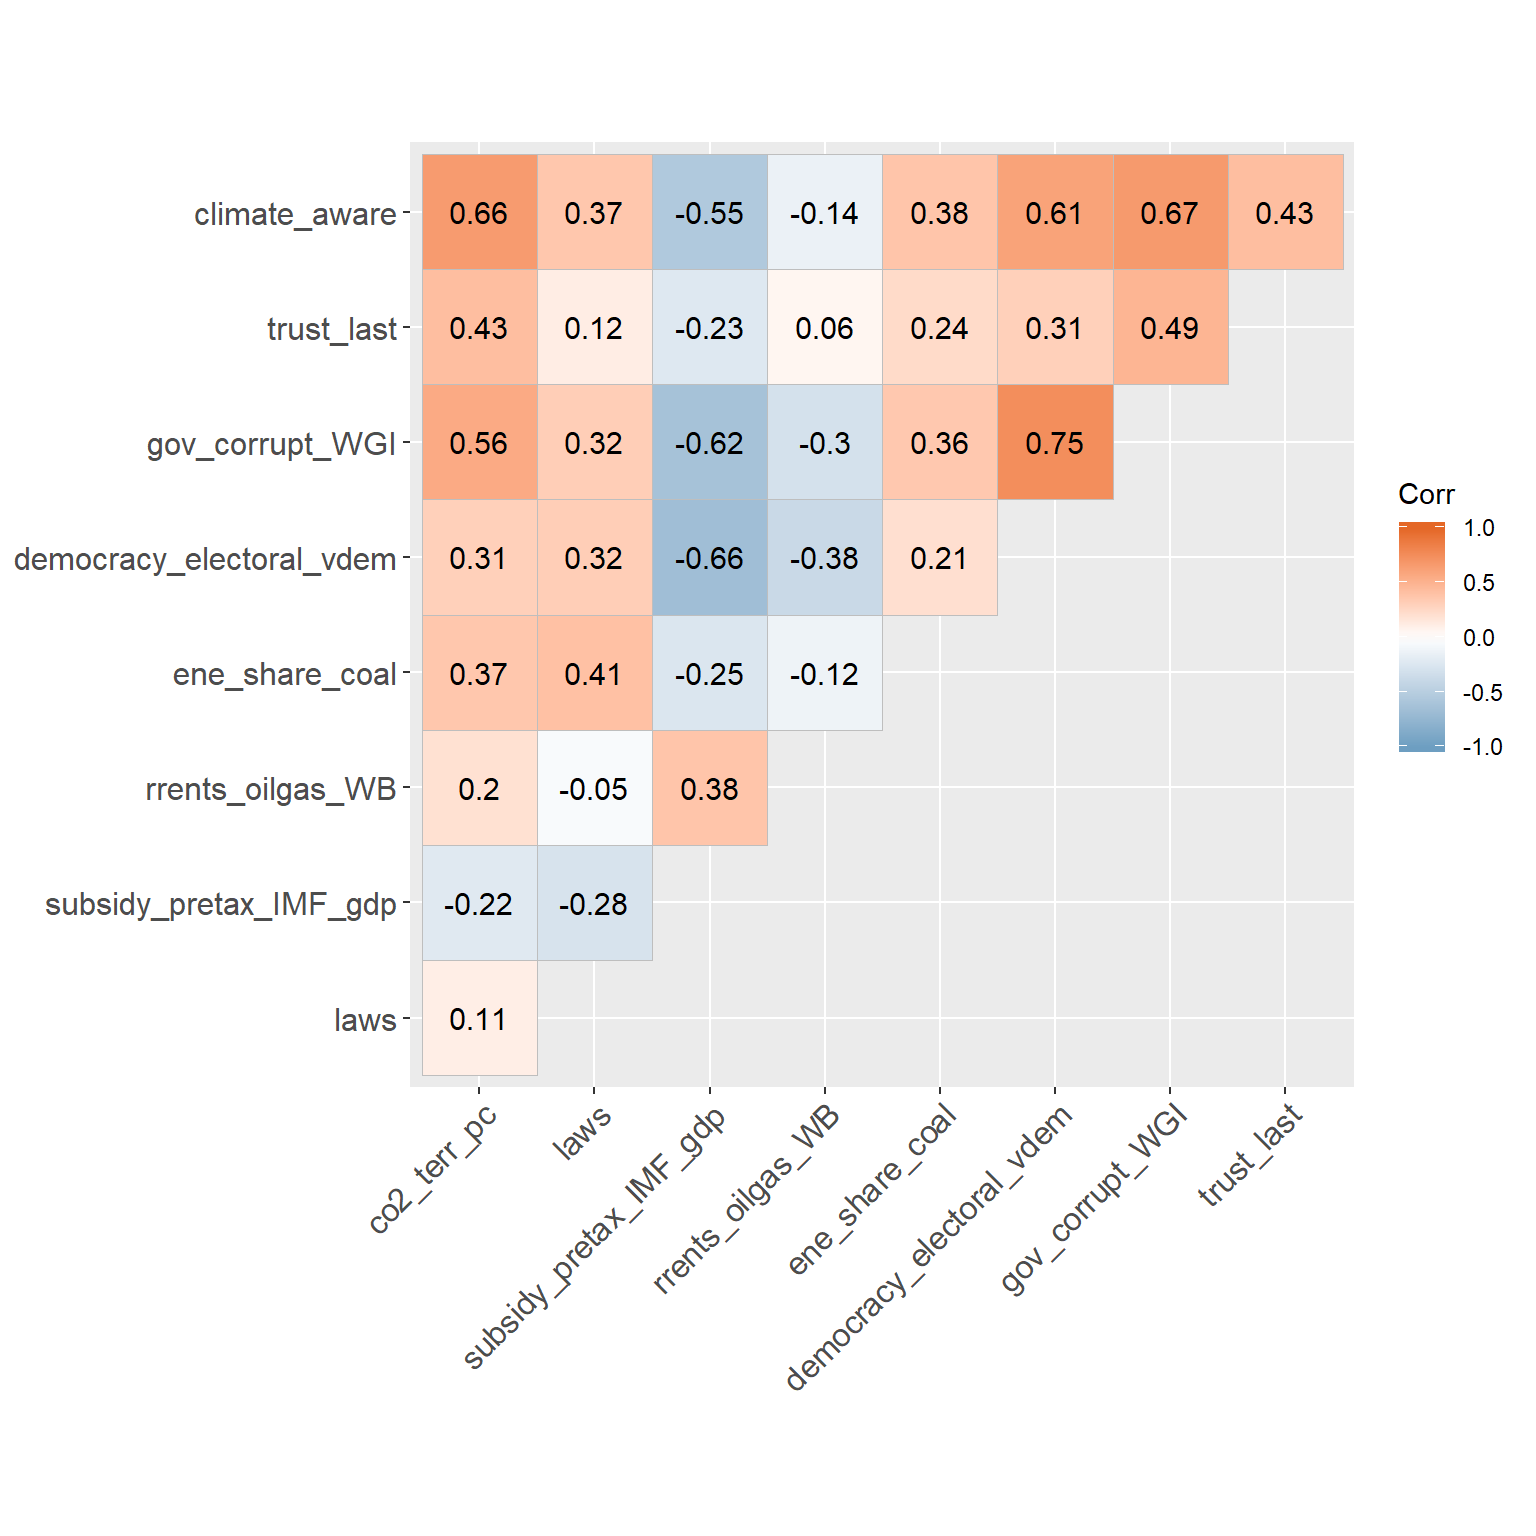 climate_aware 0.66 0.37 -0.55 -0.14 0.38 0.61 0.67 0.43
trust_last 0.43 0.12 -0.23 0.06 0.24 0.31 0.49
gov_corrupt_WGI 0.56 0.32 -0.62 -0.3 0.36 0.75
democracy_electoral_vdem 0.31 0.32 -0.66 -0.38 0.21
ene_share_coal 0.37 0.41 -0.25 -0.12
rrents_oilgas_WB 0.2 -0.05 0.38
subsidy_pretax_IMF_gdp -0.22 -0.28
laws 0.11
co2_terr_pc
laws
subsidy_pretax_IMF_gdp
rrents_oilgas_WB
ene_share_coal
democracy_electoral_vdem
gov_corrupt_WGI
trust_last
Corr
1.0
0.5
0.0
-0.5
-1.0